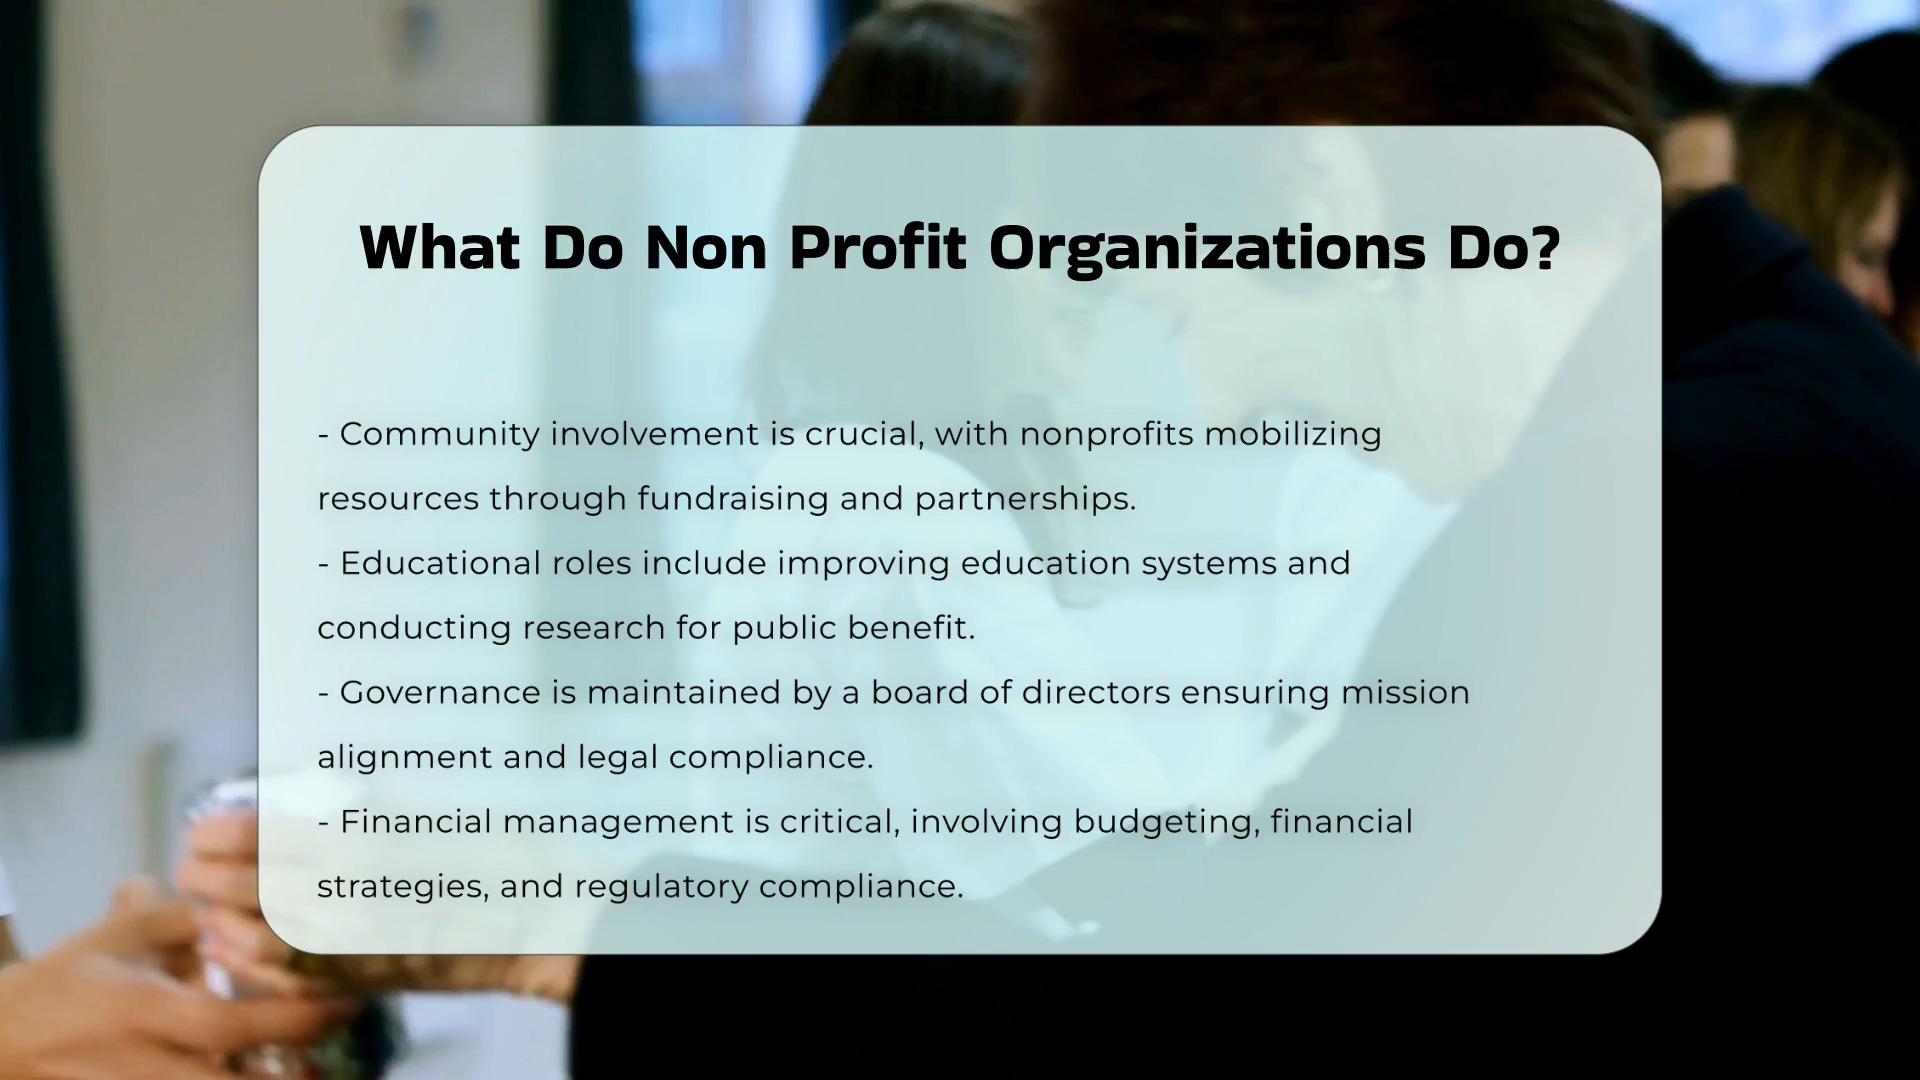 What Do Non Profit Organizations Do?
- Community involvement is crucial, with nonprofits mobilizing
resources through fundraising and partnerships.
- Educational roles include improving education systems and
conducting research for public benefit.
- Governance is maintained by a board of directors ensuring mission
alignment and legal compliance.
- Financial management is critical, involving budgeting, financial
strategies, and regulatory compliance.